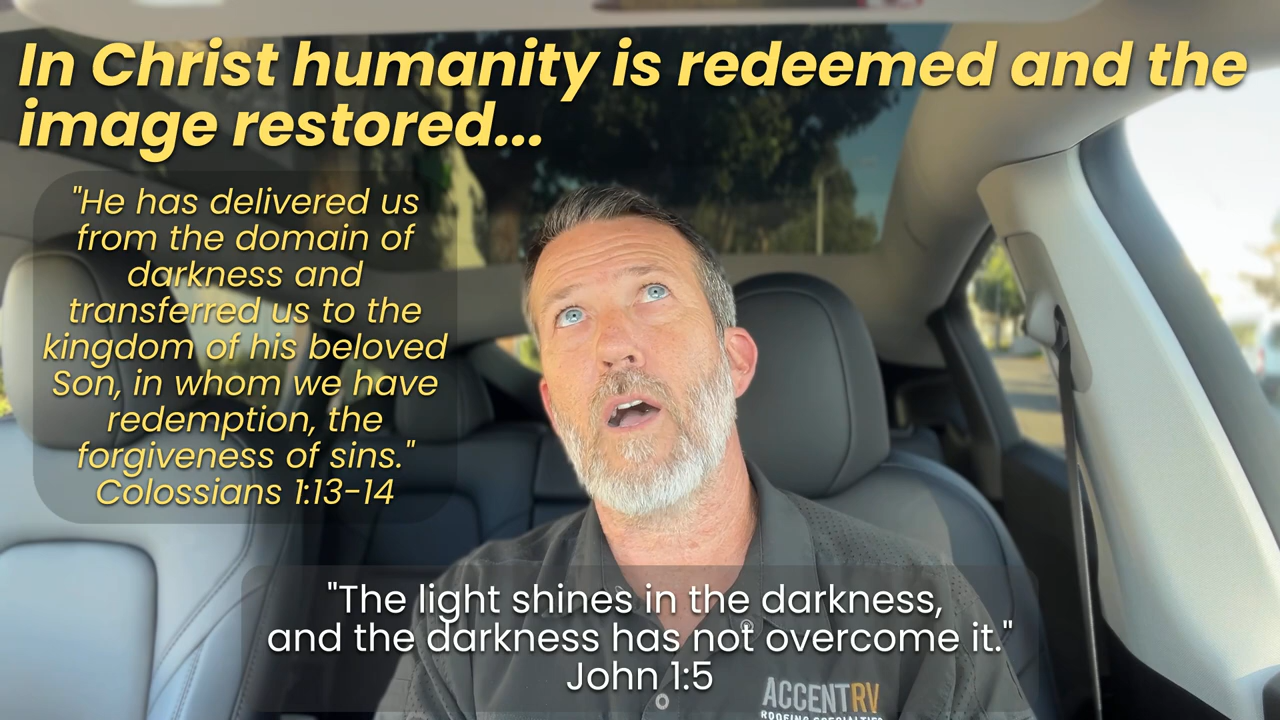 In Christ humanity is redeemed and the
image restored...
"He has delivered us
from the domain of
darkness and
transferred us to the
kingdom of his beloved
Son, in whom we have
redemption, the
forgiveness of sins."
Colossians 1:13-14
"The light shines in the darkness,
and the darkness has not overcome it."
John 1:5
ACCENTRV
ROOFING SPECIALTIES